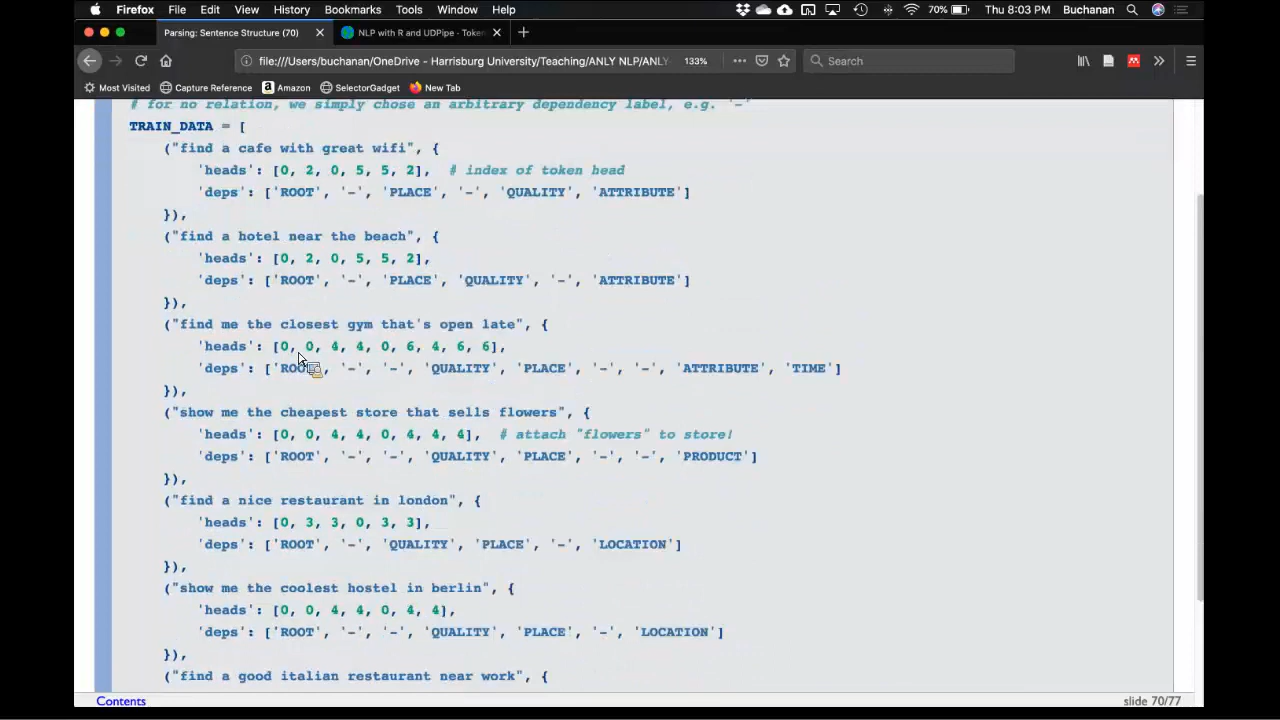 Firefox File Edit View History Bookmarks Tools Window Help 70% Thu 8:03 PM Buchanan
Parsing: Sentence Structure (70) × NLP with R and UDPipe - Token × +
file:///Users/buchanan/OneDrive - Harrisburg University/Teaching/ANLY NLP/ANLY- 133% Search
Most Visited Capture Reference Amazon SelectorGadget New Tab
# for no relation, we simply chose an arbitrary dependency label, e.g. '-'
TRAIN_DATA = [
("find a cafe with great wifi", {
'heads': [0, 2, 0, 5, 5, 2], # index of token head
'deps': ['ROOT', '-', 'PLACE', '-', 'QUALITY', 'ATTRIBUTE']
}),
("find a hotel near the beach", {
'heads': [0, 2, 0, 5, 5, 2],
'deps': ['ROOT', '-', 'PLACE', 'QUALITY', '-', 'ATTRIBUTE']
}),
("find me the closest gym that's open late", {
'heads': [0, 0, 4, 4, 0, 6, 4, 6, 6],
'deps': ['ROOT', '-', '-', 'QUALITY', 'PLACE', '-', '-', 'ATTRIBUTE', 'TIME']
}),
("show me the cheapest store that sells flowers", {
'heads': [0, 0, 4, 4, 0, 4, 4, 4], # attach "flowers" to store!
'deps': ['ROOT', '-', '-', 'QUALITY', 'PLACE', '-', '-', 'PRODUCT']
}),
("find a nice restaurant in london", {
'heads': [0, 3, 3, 0, 3, 3],
'deps': ['ROOT', '-', 'QUALITY', 'PLACE', '-', 'LOCATION']
}),
("show me the coolest hostel in berlin", {
'heads': [0, 0, 4, 4, 0, 4, 4],
'deps': ['ROOT', '-', '-', 'QUALITY', 'PLACE', '-', 'LOCATION']
}),
("find a good italian restaurant near work", {
Contents slide 70/77